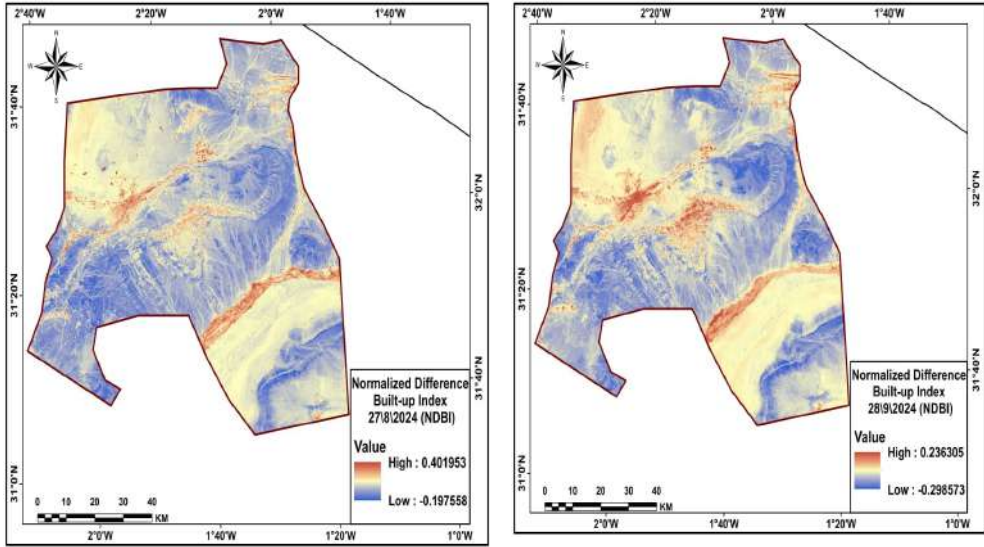 2°40'W 2°20'W 2°0'W 1°40'W
N
W E
S
31°40'N
32°0'N
31°20'N
31°40'N
31°0'N
Normalized Difference
Built-up Index
27\8\2024 (NDBI)
Value
High : 0.401953
Low : -0.197558
0 10 20 30 40
KM
2°0'W 1°40'W 1°20'W 1°0'W
2°40'W 2°20'W 2°0'W 1°40'W
N
W E
S
31°40'N
32°0'N
31°20'N
31°40'N
31°0'N
Normalized Difference
Built-up Index
28\9\2024 (NDBI)
Value
High : 0.236305
Low : -0.298573
0 10 20 30 40
KM
2°0'W 1°40'W 1°20'W 1°0'W